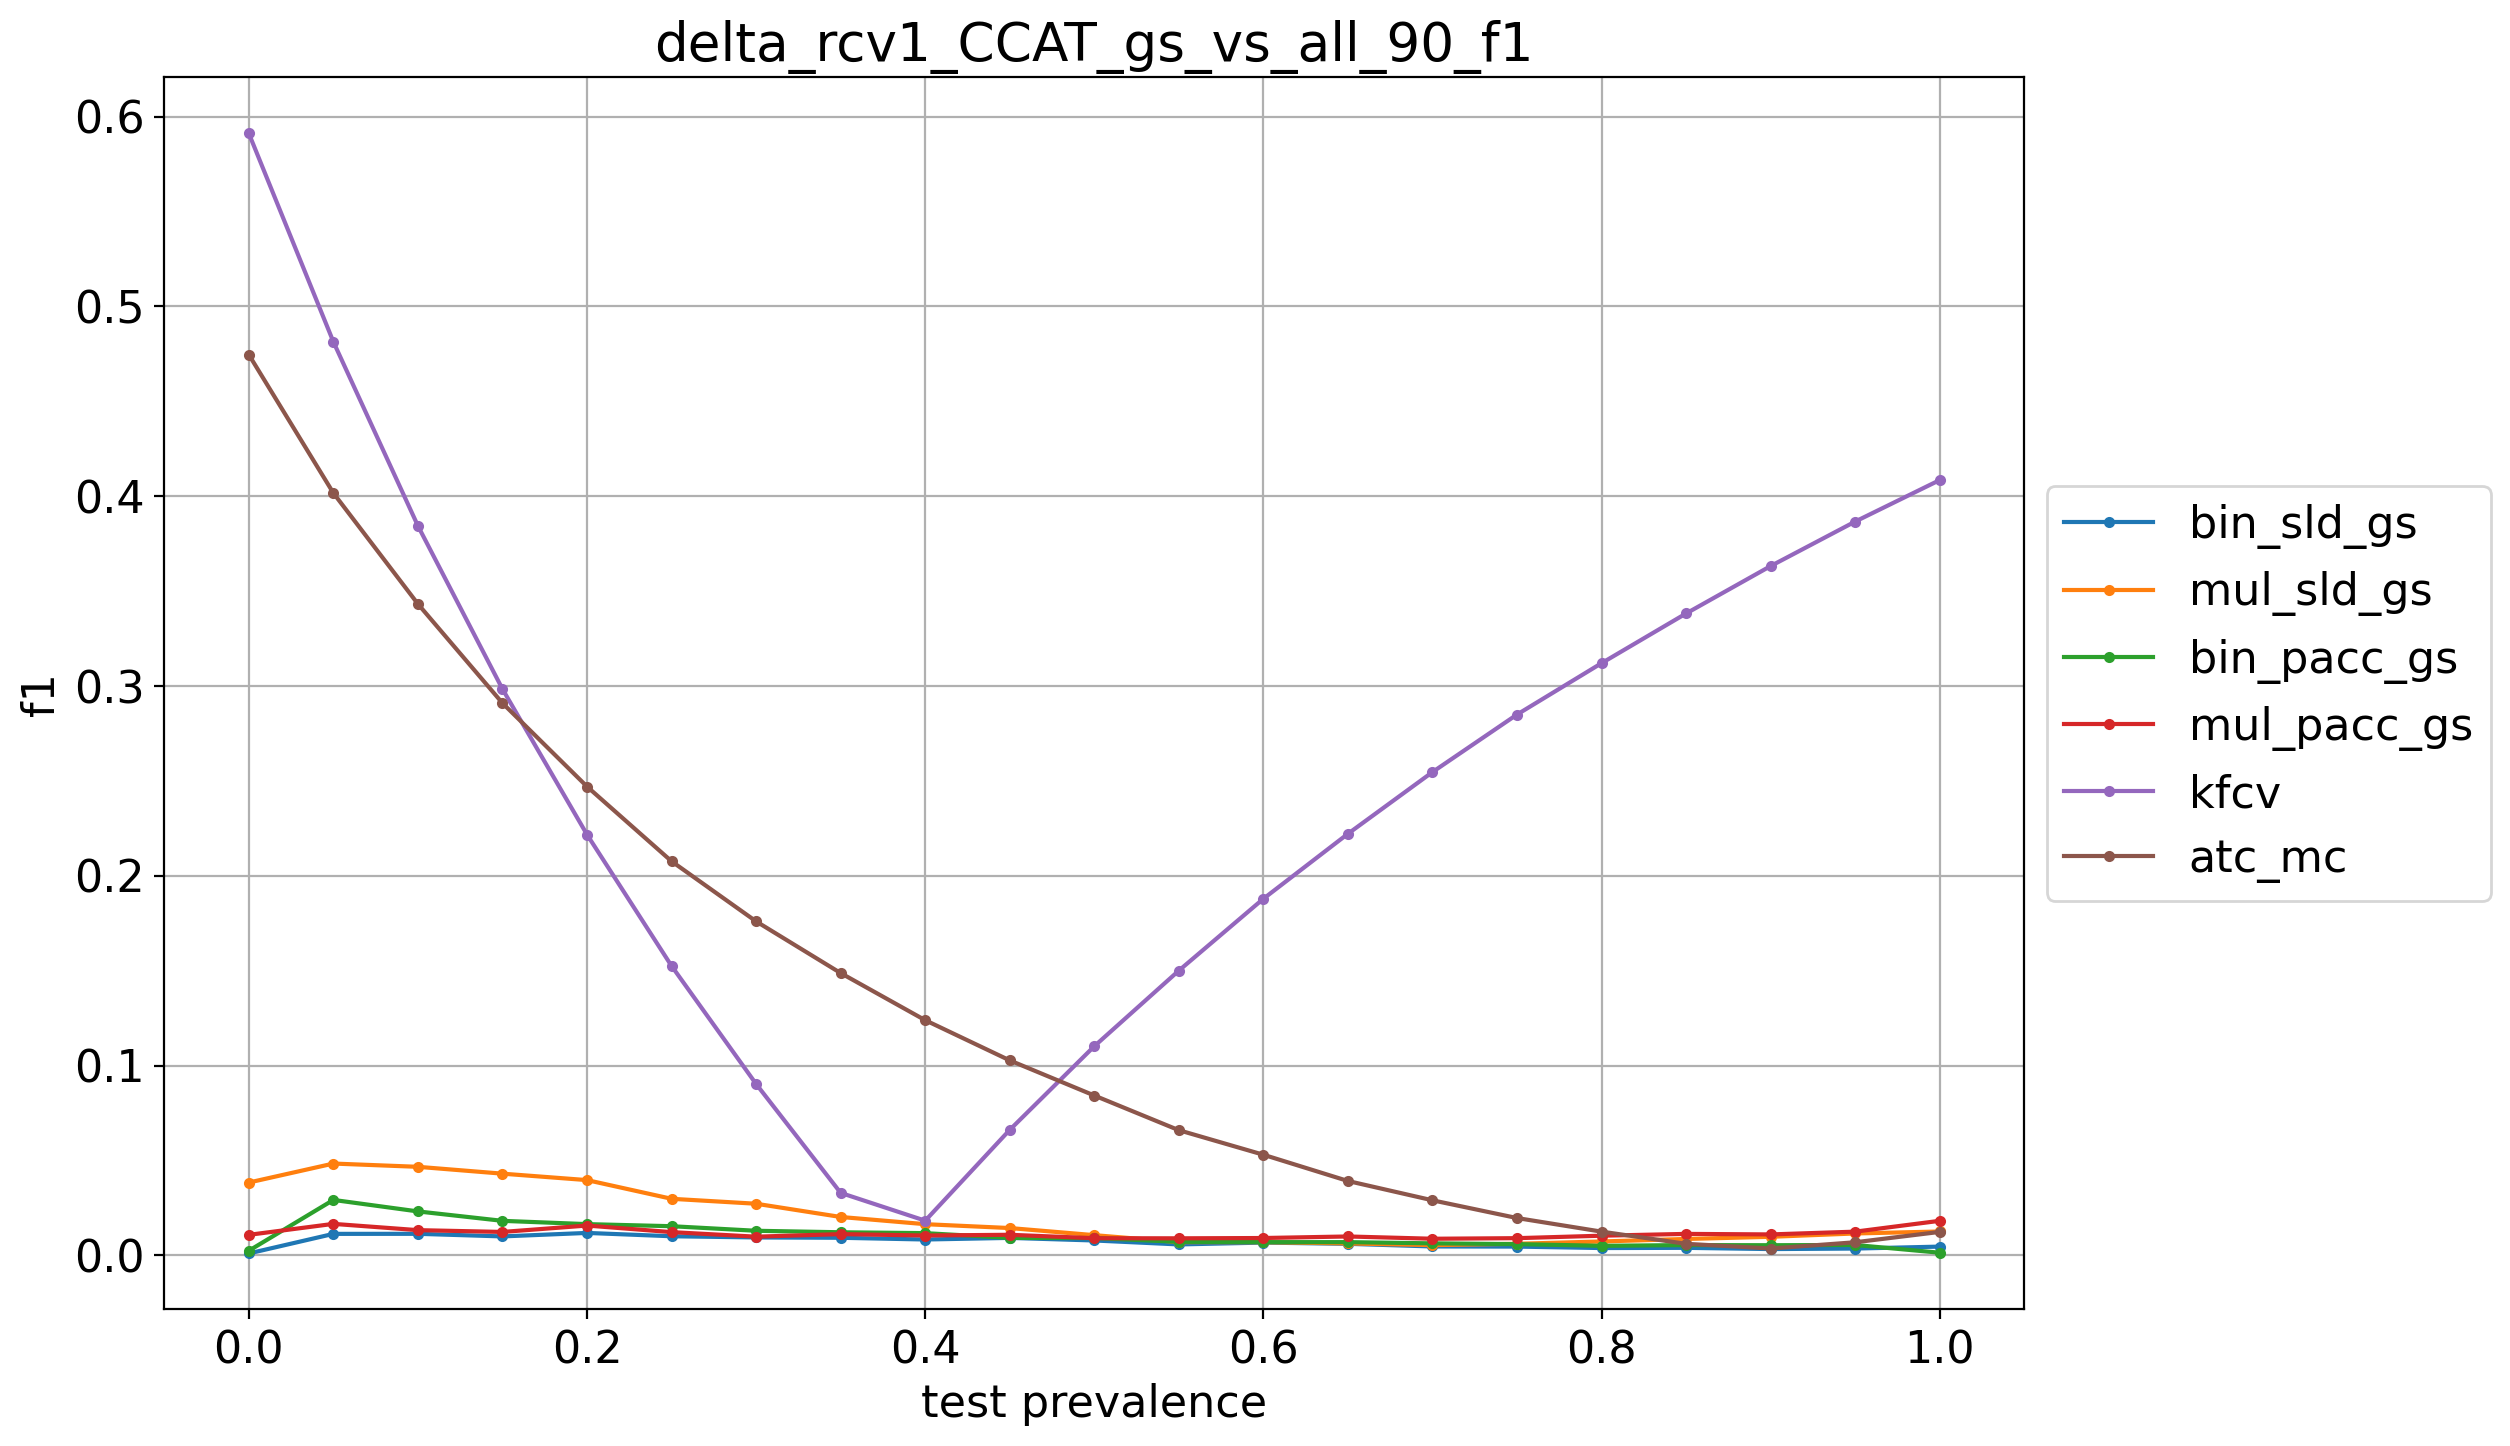 delta_rcv1_CCAT_gs_vs_all_90_f1
0.6
0.5
0.4
0.3
0.2
0.1
0.0
f1
0.0 0.2 0.4 0.6 0.8 1.0
test prevalence
bin_sld_gs
mul_sld_gs
bin_pacc_gs
mul_pacc_gs
kfcv
atc_mc